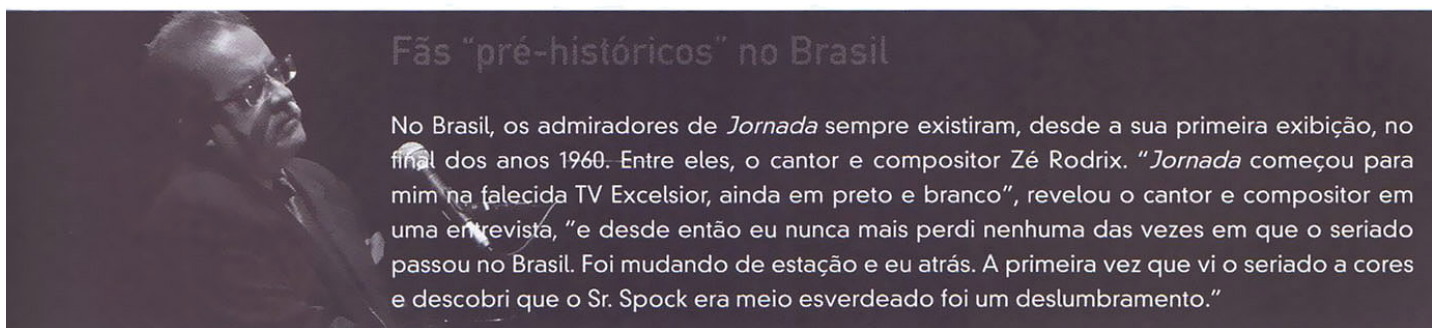 Fãs "pré-históricos" no Brasil
No Brasil, os admiradores de Jornada sempre existiram, desde a sua primeira exibição, no
final dos anos 1960. Entre eles, o cantor e compositor Zé Rodrix. "Jornada começou para
mim na falecida TV Excelsior, ainda em preto e branco", revelou o cantor e compositor em
uma entrevista, "e desde então eu nunca mais perdi nenhuma das vezes em que o seriado
passou no Brasil. Foi mudando de estação e eu atrás. A primeira vez que vi o seriado a cores
e descobri que o Sr. Spock era meio esverdeado foi um deslumbramento."